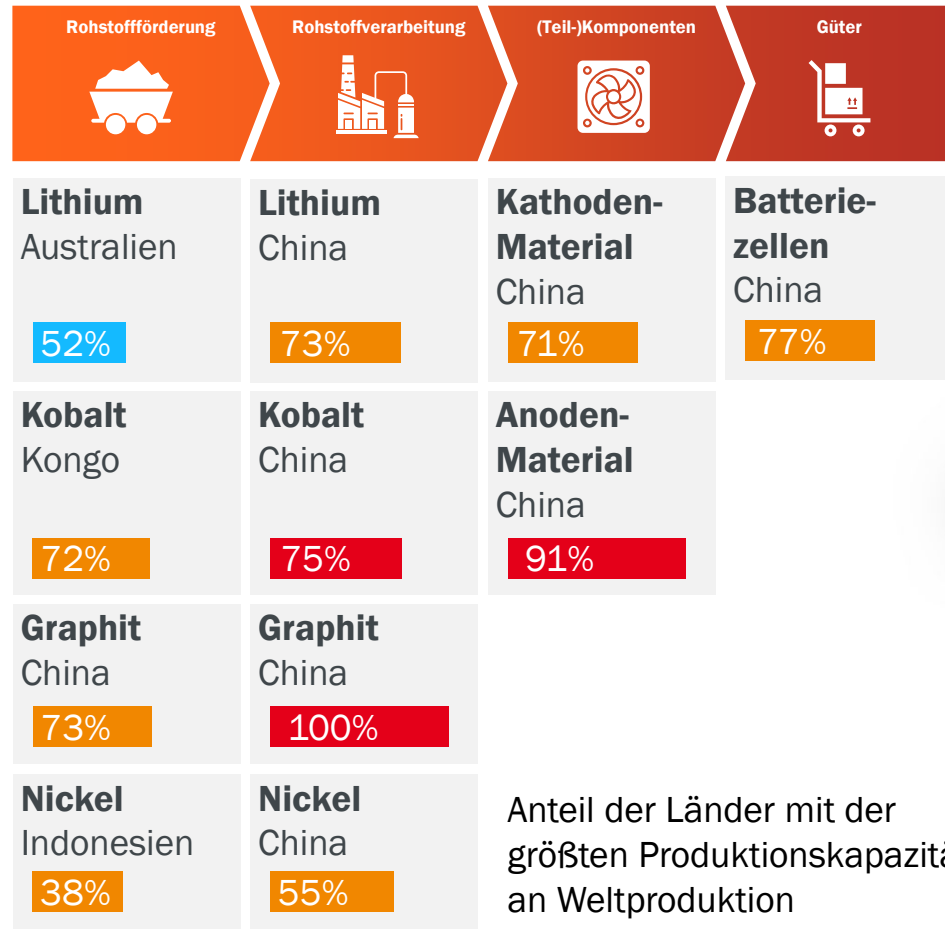 Rohstoffförderung
Rohstoffverarbeitung
(Teil-)Komponenten
Güter
Lithium
Australien
52%
Lithium
China
73%
Kathoden-
Material
China
71%
Batterie-
zellen
China
77%
Kobalt
Kongo
72%
Kobalt
China
75%
Anoden-
Material
China
91%
Graphit
China
73%
Graphit
China
100%
Nickel
Indonesien
38%
Nickel
China
55%
Anteil der Länder mit der
größten
an Weltproduktion